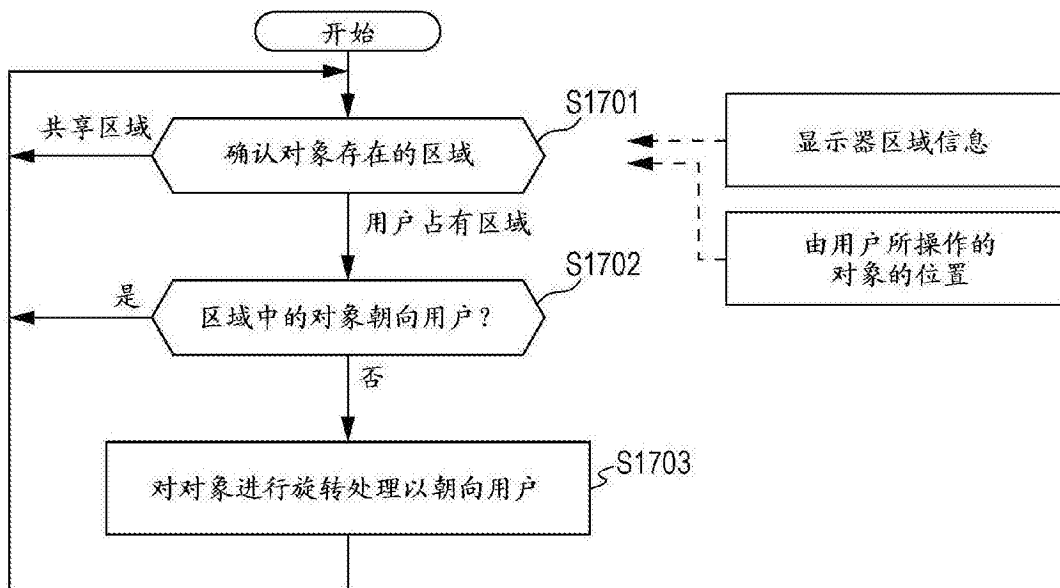 开始
S1701
共享区域
确认对象存在的区域
显示器区域信息
用户占有区域
由用户所操作的
对象的位置
S1702
是
区域中的对象朝向用户?
否
S1703
对对象进行旋转处理以朝向用户